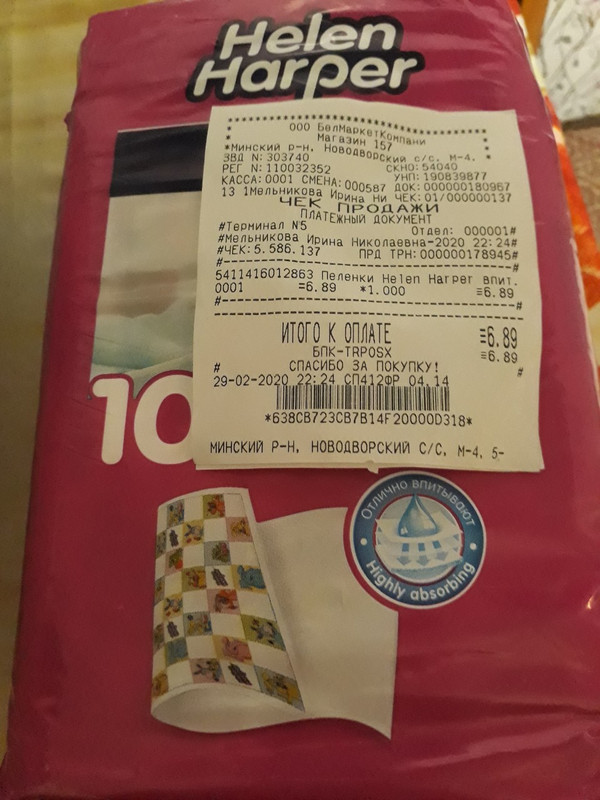 Helen
Harper
ООО БелМаркетКомпани
Магазин 157
*МИНСКИЙ Р-Н, НОВОДВОРСКИЙ С/С, М-4,
ЗВД N:303740 СКНО:54040
РЕГ N:110032352 УНП:190839877
КАССА:0001 СМЕНА:000587 ДОК:000000180967
13 1Мельникова Ирина Ни ЧЕК:01/000000137
ЧЕК ПРОДАЖИ
ПЛАТЕЖНЫЙ ДОКУМЕНТ
#Терминал N5 Отдел: 000001#
#Мельникова Ирина Николаевна-2020 22:24#
#ЧЕК:5.586.137 ПРД ТРН:000000178945#
5411416012863 Пеленки Helen Harper впит.
0001 =6.89 *1.000 ≡6.89
ИТОГО К ОПЛАТЕ ≡6.89
БПК-TRPOSX ≡6.89
# СПАСИБО ЗА ПОКУПКУ! #
29-02-2020 22:24 СП412ФР 04.14
*638CB723CB7B14F20000D318*
МИНСКИЙ Р-Н, НОВОДВОРСКИЙ С/С, М-4, 5-
10
ОТЛИЧНО ВПИТЫВАЮТ
Highly absorbing